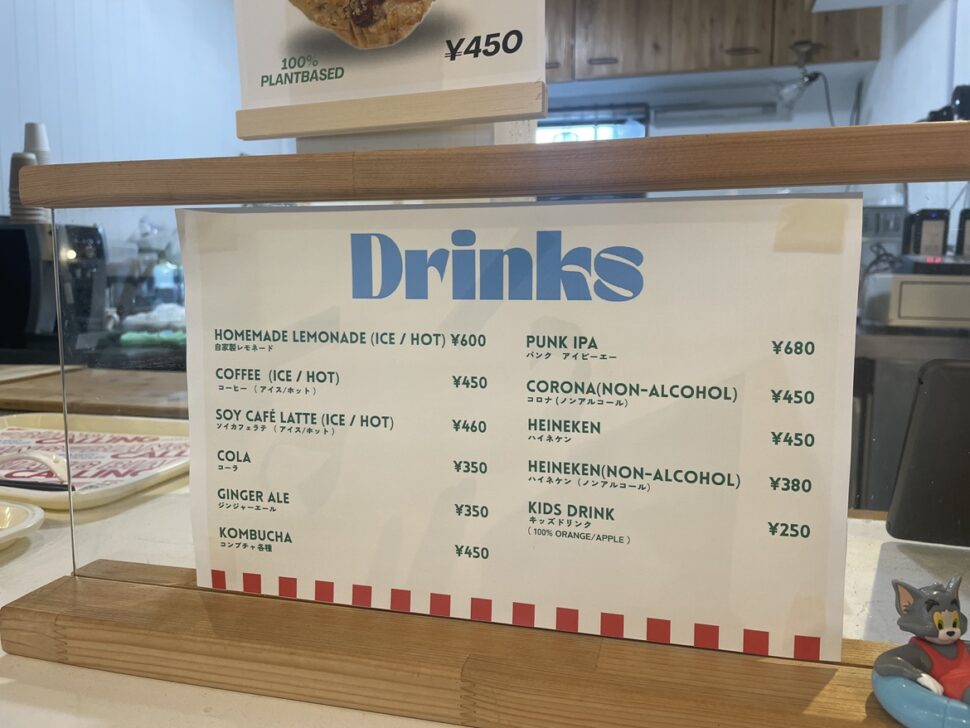 100%
PLANTBASED
¥450
Drinks
HOMEMADE LEMONADE (ICE / HOT) ¥600
自家製レモネード
COFFEE (ICE / HOT) ¥450
コーヒー（アイス/ホット）
SOY CAFÉ LATTE (ICE / HOT) ¥460
ソイカフェラテ（アイス/ホット）
COLA ¥350
コーラ
GINGER ALE ¥350
ジンジャーエール
KOMBUCHA ¥450
コンブチャ各種
PUNK IPA ¥680
パンク アイピーエー
CORONA(NON-ALCOHOL) ¥450
コロナ(ノンアルコール)
HEINEKEN ¥450
ハイネケン
HEINEKEN(NON-ALCOHOL) ¥380
ハイネケン（ノンアルコール）
KIDS DRINK ¥250
キッズドリンク
( 100% ORANGE/APPLE )
CALLING